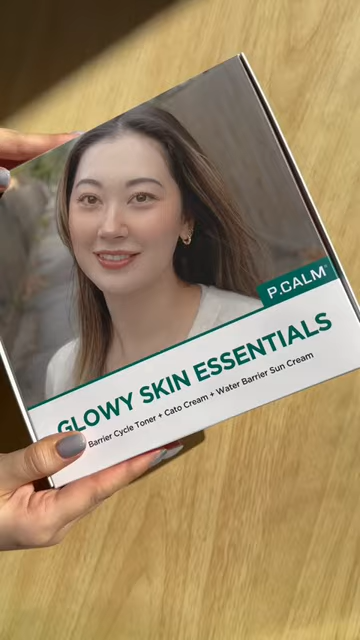 P.CALM
GLOWY SKIN ESSENTIALS
Barrier Cycle Toner + Cato Cream + Water Barrier Sun Cream